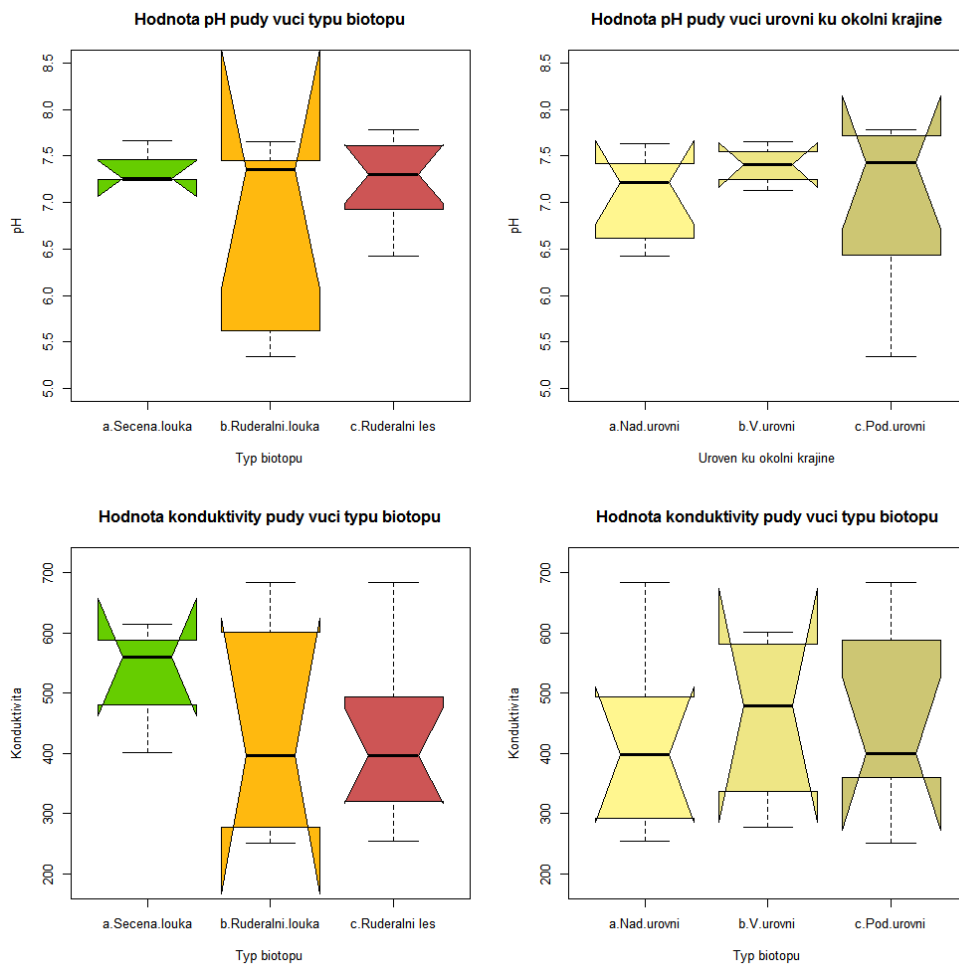 Hodnota pH pudy vuci typu biotopu
8.5
8.0
7.5
7.0
6.5
6.0
5.5
5.0
pH
a.Secena.louka b.Ruderalni.louka c.Ruderalni les
Typ biotopu
Hodnota pH pudy vuci urovni ku okolni krajine
8.5
8.0
7.5
7.0
6.5
6.0
5.5
5.0
pH
a.Nad.urovni b.V.urovni c.Pod.urovni
Uroven ku okolni krajine
Hodnota konduktivity pudy vuci typu biotopu
700
600
500
400
300
200
Konduktivita
a.Secena.louka b.Ruderalni.louka c.Ruderalni les
Typ biotopu
Hodnota konduktivity pudy vuci typu biotopu
700
600
500
400
300
200
Konduktivita
a.Nad.urovni b.V.urovni c.Pod.urovni
Typ biotopu